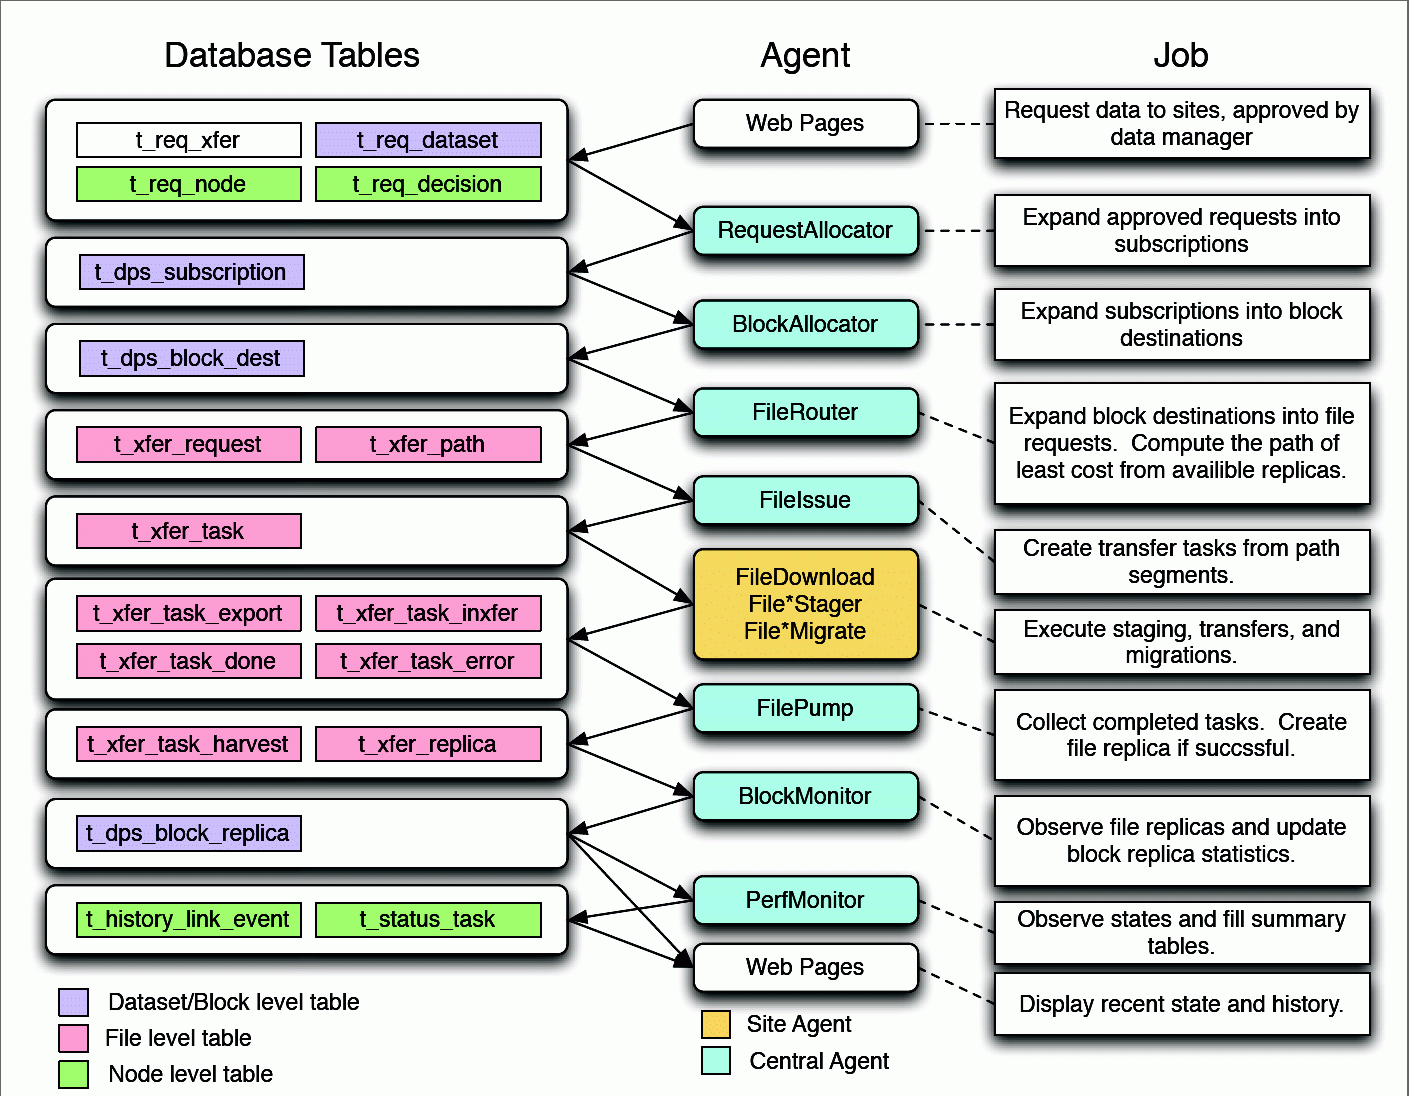 Database Tables
Agent
Job
t_req_xfer
t_req_dataset
t_req_node
t_req_decision
t_dps_subscription
t_dps_block_dest
t_xfer_request
t_xfer_path
t_xfer_task
t_xfer_task_export
t_xfer_task_inxfer
t_xfer_task_done
t_xfer_task_error
t_xfer_task_harvest
t_xfer_replica
t_dps_block_replica
t_history_link_event
t_status_task
Dataset/Block level table
File level table
Node level table
Web Pages
RequestAllocator
BlockAllocator
FileRouter
FileIssue
FileDownload
File*Stager
File*Migrate
FilePump
BlockMonitor
PerfMonitor
Web Pages
Site Agent
Central Agent
Request data to sites, approved by
data manager
Expand approved requests into
subscriptions
Expand subscriptions into block
destinations
Expand block destinations into file
requests.  Compute the path of
least cost from availible replicas.
Create transfer tasks from path
segments.
Execute staging, transfers, and
migrations.
Collect completed tasks.  Create
file replica if succssful.
Observe file replicas and update
block replica statistics.
Observe states and fill summary
tables.
Display recent state and history.